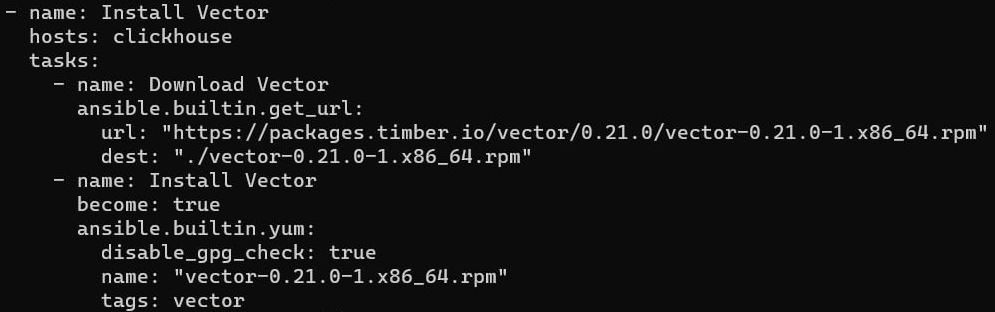 - name: Install Vector
  hosts: clickhouse
  tasks:
    - name: Download Vector
      ansible.builtin.get_url:
        url: "https://packages.timber.io/vector/0.21.0/vector-0.21.0-1.x86_64.rpm"
        dest: "./vector-0.21.0-1.x86_64.rpm"
    - name: Install Vector
      become: true
      ansible.builtin.yum:
        disable_gpg_check: true
        name: "vector-0.21.0-1.x86_64.rpm"
        tags: vector